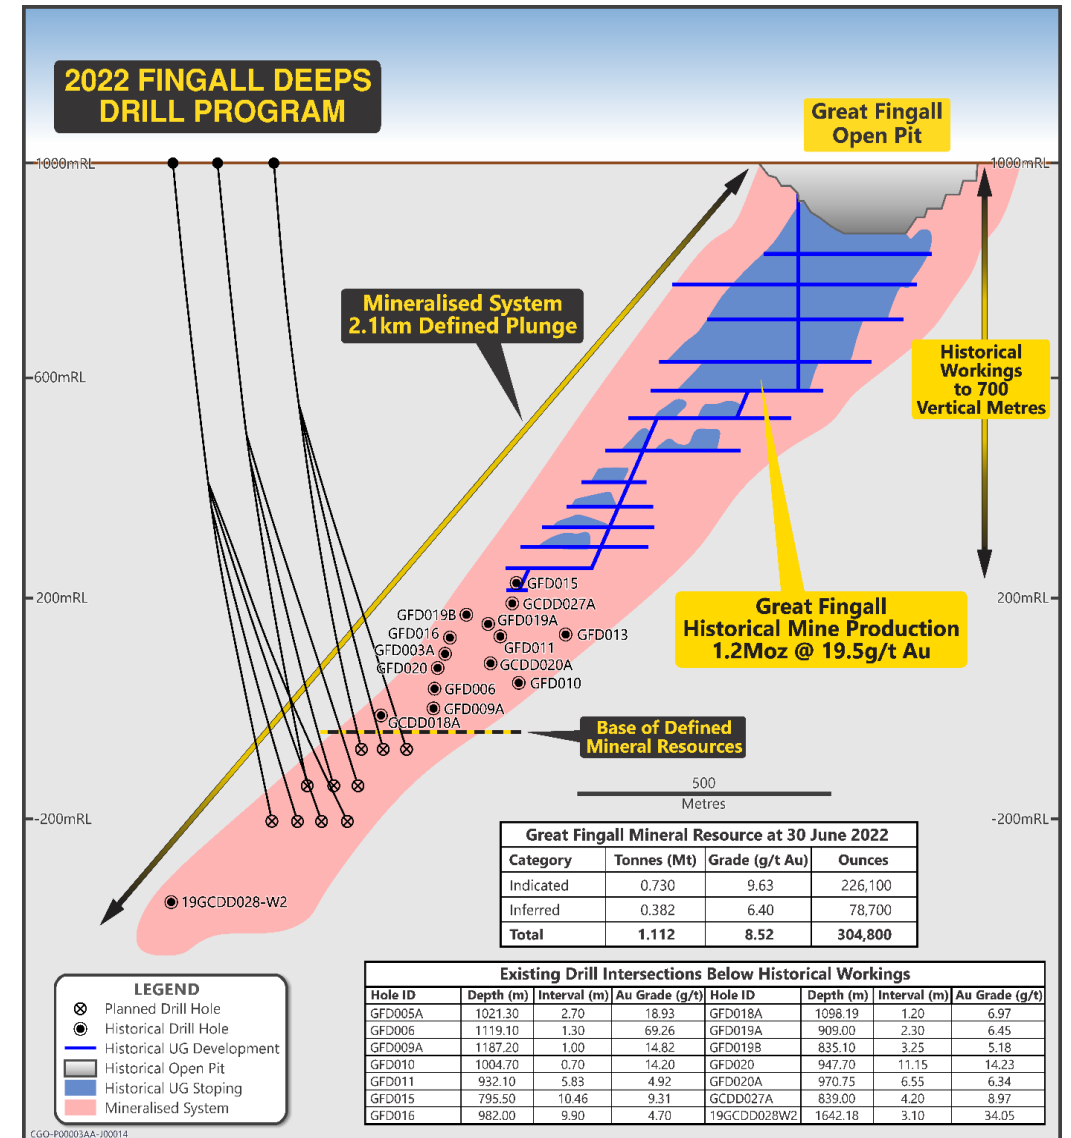 2022 FINGALL DEEPS
DRILL PROGRAM
Great Fingall
Open Pit
1000mRL
1000mRL
Mineralised System
2.1km Defined Plunge
Historical
Workings
to 700
Vertical Metres
600mRL
200mRL
200mRL
GFD015
GCDD027A
GFD019B
GFD019A
GFD016
GFD013
GFD003A
GFD011
GFD020
GCDD020A
GFD006
GFD010
GFD009A
GCDD018A
Great Fingall
Historical Mine Production
1.2Moz @ 19.5g/t Au
Base of Defined
Mineral Resources
500
Metres
-200mRL
-200mRL
19GCDD028-W2
Great Fingall Mineral Resource at 30 June 2022
Category Tonnes (Mt) Grade (g/t Au) Ounces
Indicated 0.730 9.63 226,100
Inferred 0.382 6.40 78,700
Total 1.112 8.52 304,800
Existing Drill Intersections Below Historical Workings
Hole ID Depth (m) Interval (m) Au Grade (g/t) Hole ID Depth (m) Interval (m) Au Grade (g/t)
GFD005A 1021.30 2.70 18.93 GFD018A 1098.19 1.20 6.97
GFD006 1119.10 1.30 69.26 GFD019A 909.00 2.30 6.45
GFD009A 1187.20 1.00 14.82 GFD019B 835.10 3.25 5.18
GFD010 1004.70 0.70 14.20 GFD020 947.70 11.15 14.23
GFD011 932.10 5.83 4.92 GFD020A 970.75 6.55 6.34
GFD015 795.50 10.46 9.31 GCDD027A 839.00 4.20 8.97
GFD016 982.00 9.90 4.70 19GCDD028W2 1642.18 3.10 34.05
LEGEND
Planned Drill Hole
Historical Drill Hole
Historical UG Development
Historical Open Pit
Historical UG Stoping
Mineralised System
CGO-P00003AA-J00014